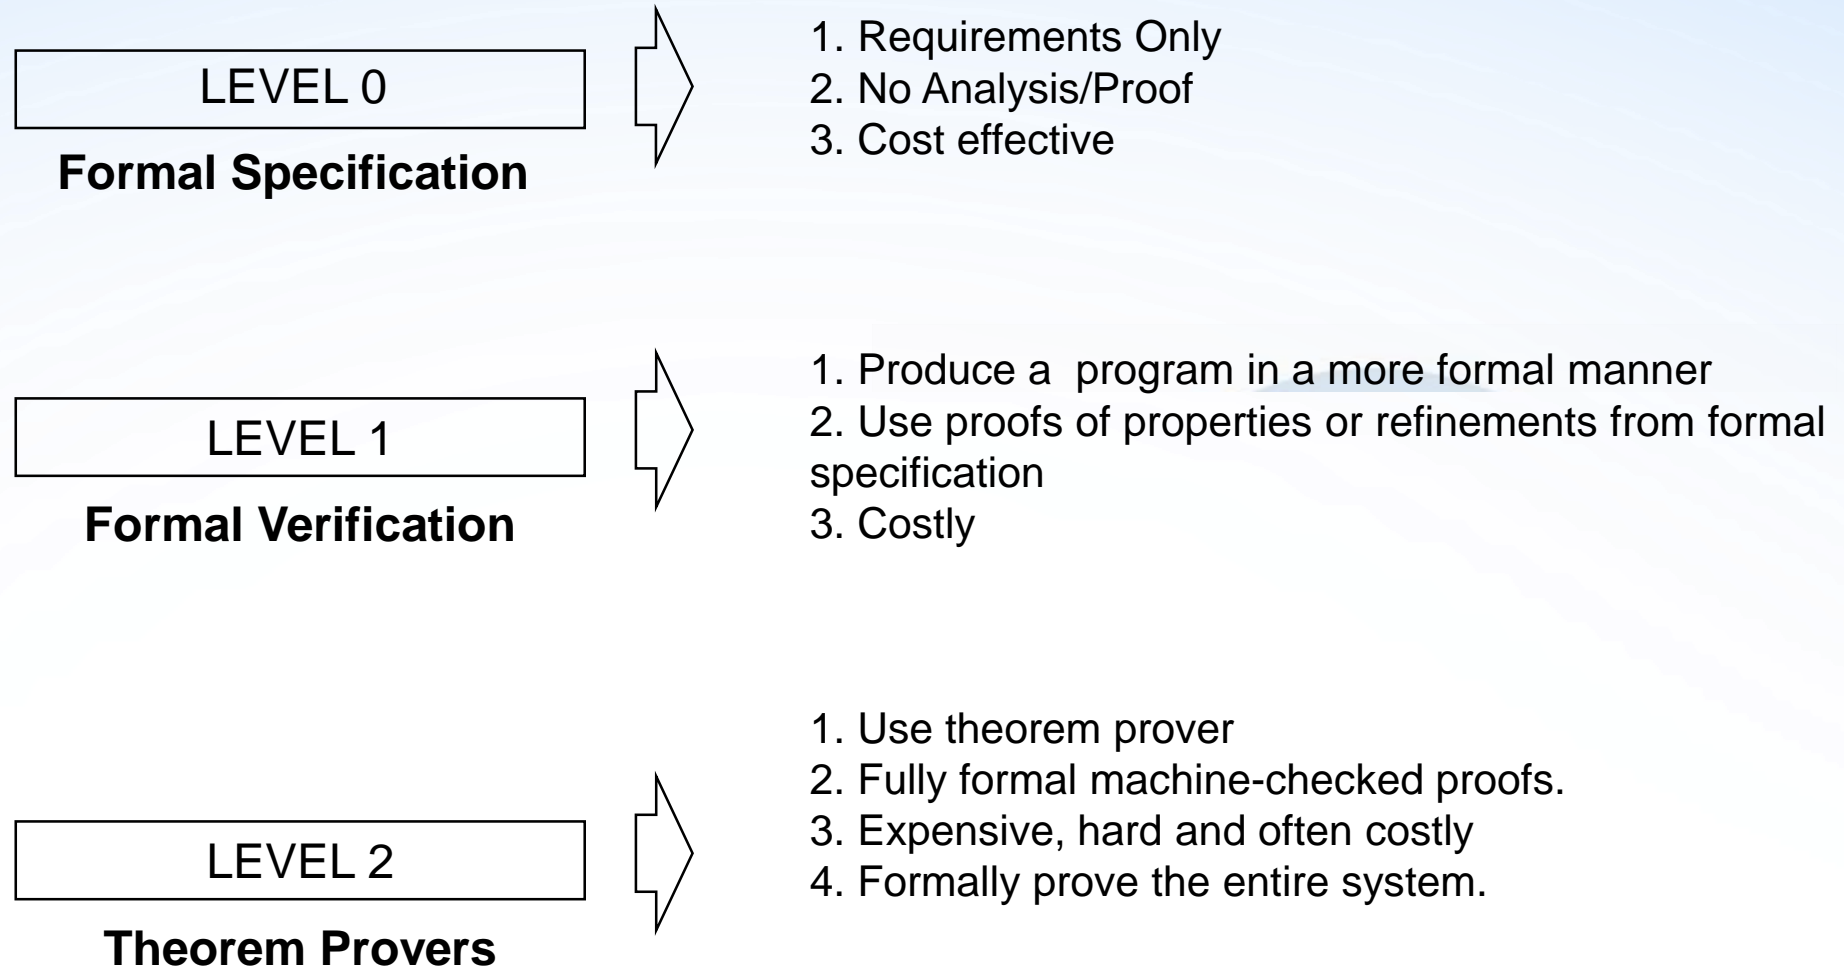 LEVEL 0
Formal Specification
1. Requirements Only
2. No Analysis/Proof
3. Cost effective
LEVEL 1
Formal Verification
1. Produce a  program in a more formal manner
2. Use proofs of properties or refinements from formal
specification
3. Costly
LEVEL 2
Theorem Provers
1. Use theorem prover
2. Fully formal machine-checked proofs.
3. Expensive, hard and often costly
4. Formally prove the entire system.